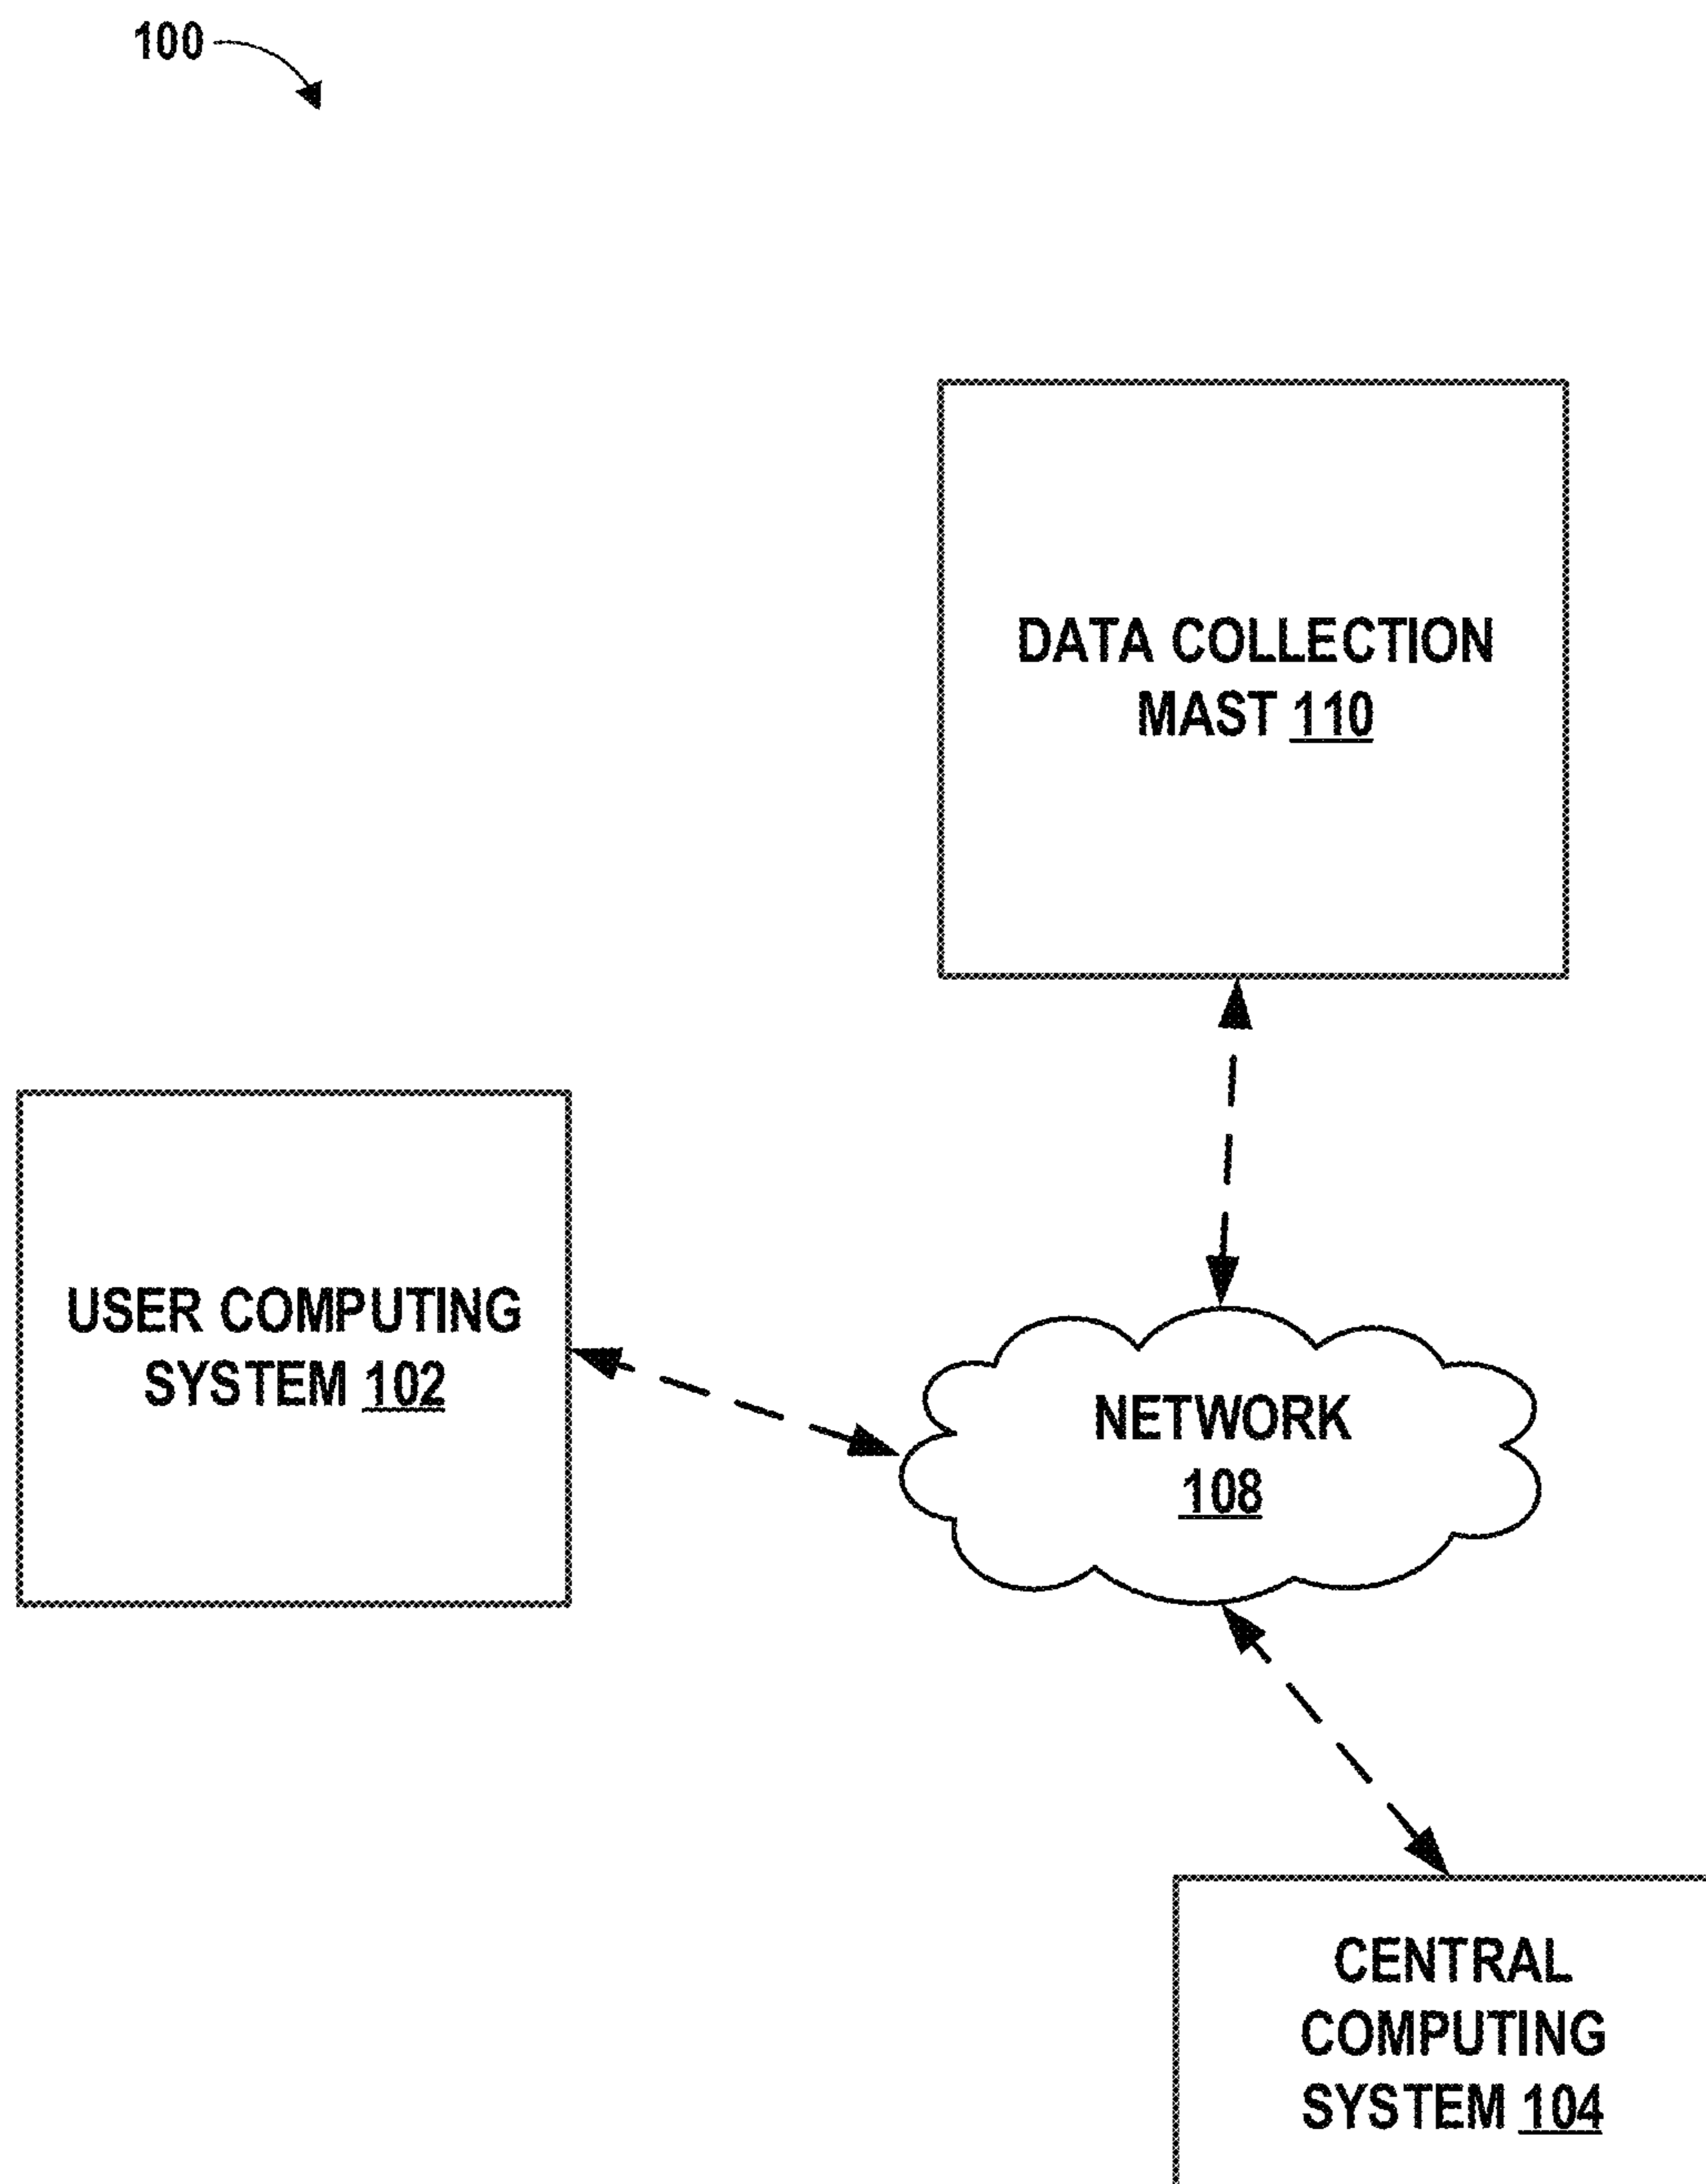 100
DATA COLLECTION
MAST 110
USER COMPUTING
SYSTEM 102
NETWORK
108
CENTRAL
COMPUTING
SYSTEM 104